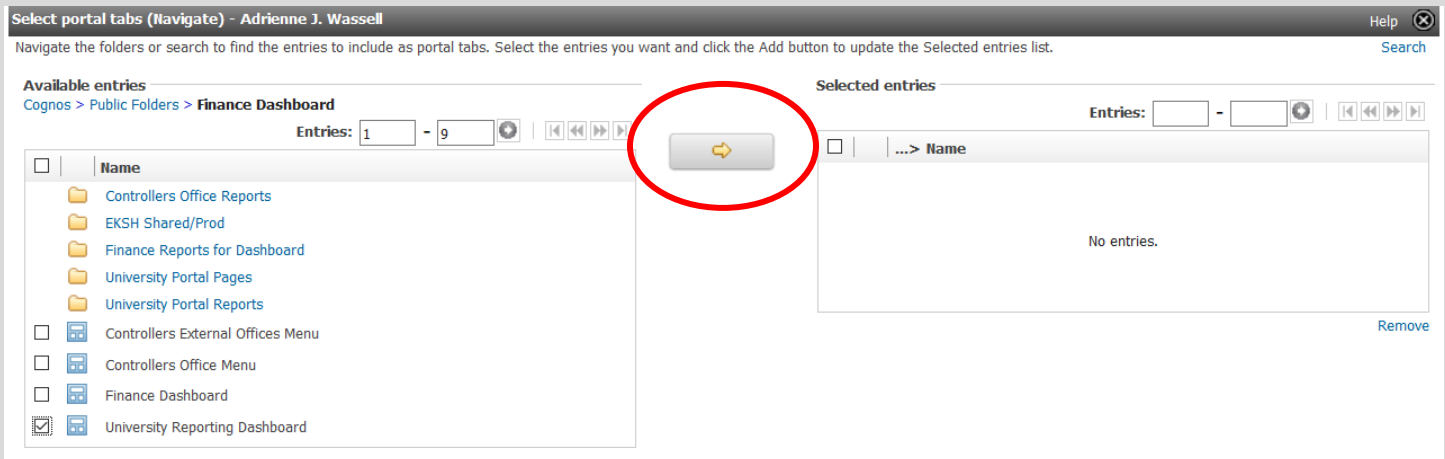 Select portal tabs (Navigate) - Adrienne J. Wassell
Help
Navigate the folders or search to find the entries to include as portal tabs. Select the entries you want and click the Add button to update the Selected entries list.
Search
Available entries
Cognos > Public Folders > Finance Dashboard
Entries: 1 - 9
Name
Controllers Office Reports
EKSH Shared/Prod
Finance Reports for Dashboard
University Portal Pages
University Portal Reports
Controllers External Offices Menu
Controllers Office Menu
Finance Dashboard
University Reporting Dashboard
Selected entries
Entries: -
...> Name
No entries.
Remove